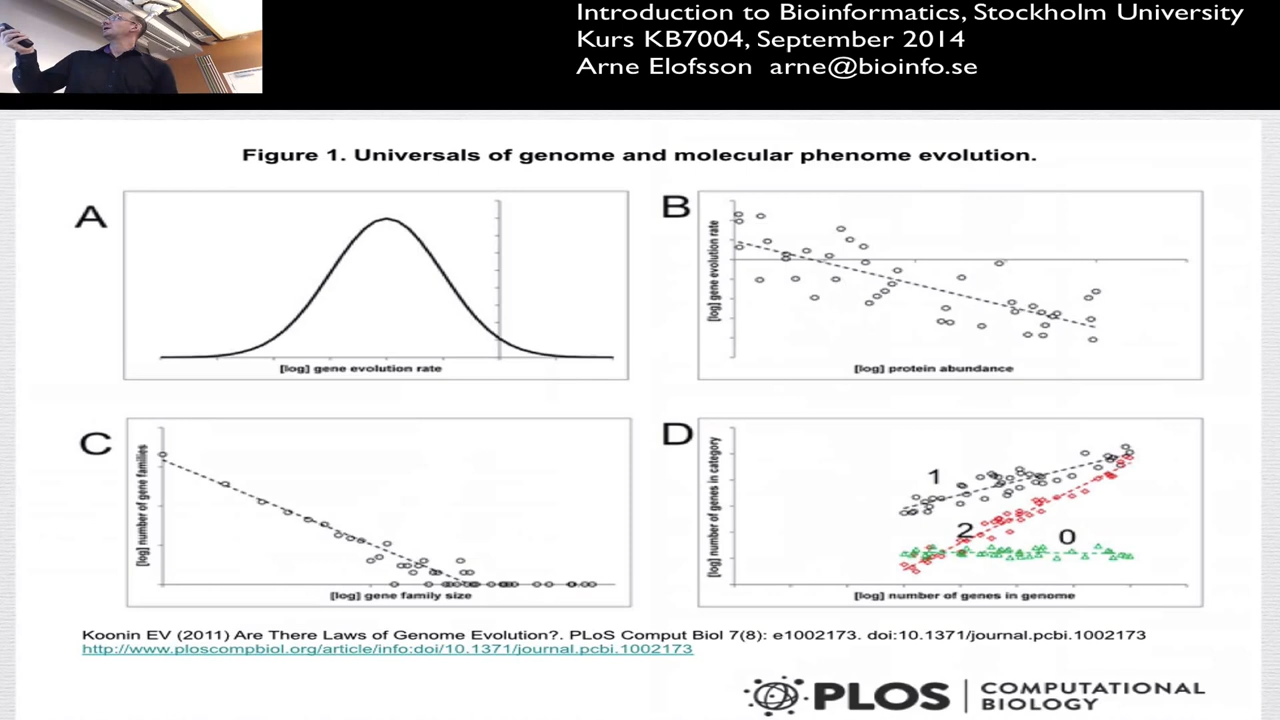 Introduction to Bioinformatics, Stockholm University
Kurs KB7004, September 2014
Arne Elofsson arne@bioinfo.se
Figure 1. Universals of genome and molecular phenome evolution.
A
[log] gene evolution rate
B
[log] gene evolution rate
[log] protein abundance
C
[log] number of gene families
[log] gene family size
D
[log] number of genes in category
1
2
0
[log] number of genes in genome
Koonin EV (2011) Are There Laws of Genome Evolution?. PLoS Comput Biol 7(8): e1002173. doi:10.1371/journal.pcbi.1002173
http://www.ploscompbiol.org/article/info:doi/10.1371/journal.pcbi.1002173
PLOS | COMPUTATIONAL
BIOLOGY